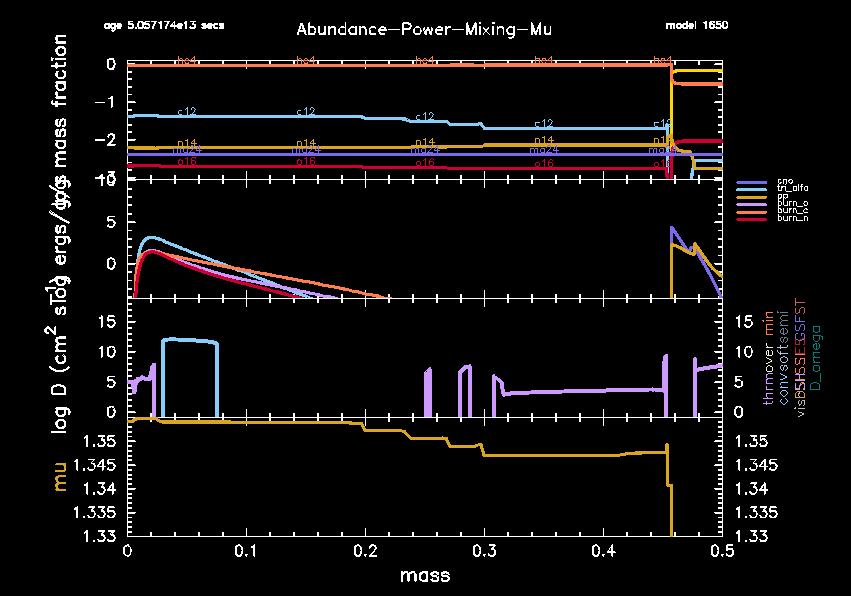 age 5.057174e13 secs
Abundance-Power-Mixing-Mu
model 1650
mass fraction
0
-1
-2
-3
he4 he4 he4 he4 he4
c12 c12 c12 c12 c12
n14 n14 n14 n14 n14
mg24 mg24 mg24 mg24 mg24
o16 o16 o16 o16 o16
log ergs/g/s
10
5
0
cno
tri_alfa
pp
burn_o
burn_c
burn_n
log D (cm2 s-1)
15
10
5
0
15
10
5
0
thrm
over min
conv
softsemi
D_omega
mu
1.35
1.345
1.34
1.335
1.33
1.35
1.345
1.34
1.335
1.33
0 0.1 0.2 0.3 0.4 0.5
mass